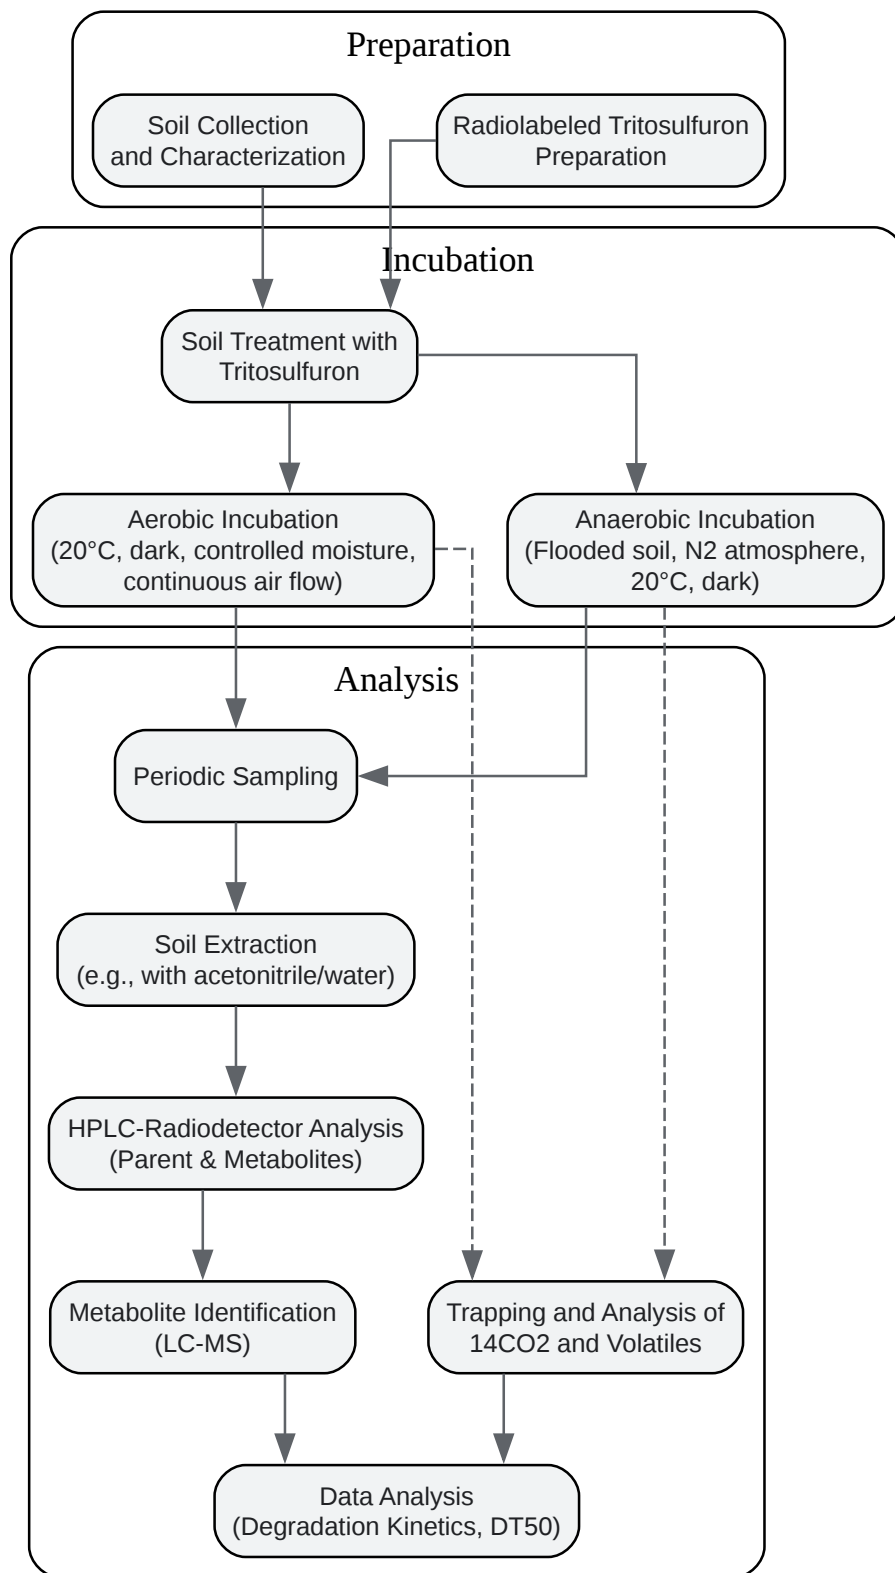 Preparation
Soil Collection
and Characterization
Radiolabeled Tritosulfuron
Preparation
Incubation
Soil Treatment with
Tritosulfuron
Aerobic Incubation
(20°C, dark, controlled moisture,
continuous air flow)
Anaerobic Incubation
(Flooded soil, N2 atmosphere,
20°C, dark)
Analysis
Periodic Sampling
Soil Extraction
(e.g., with acetonitrile/water)
HPLC-Radiodetector Analysis
(Parent & Metabolites)
Metabolite Identification
(LC-MS)
Trapping and Analysis of
14CO2 and Volatiles
Data Analysis
(Degradation Kinetics, DT50)